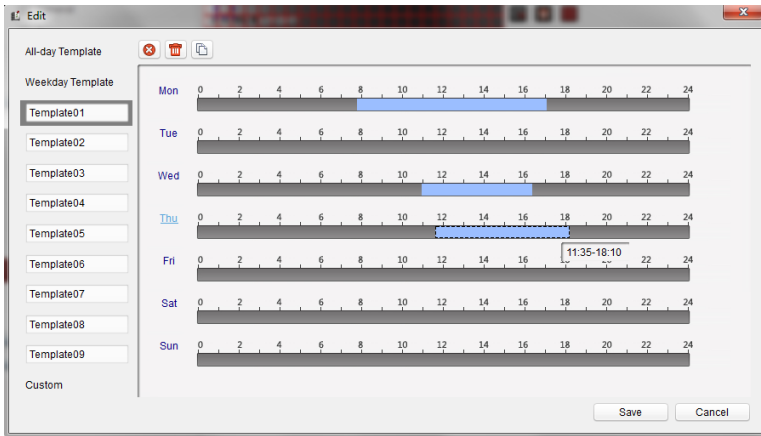 Edit
All-day Template
Weekday Template
Template01
Template02
Template03
Template04
Template05
Template06
Template07
Template08
Template09
Custom
Mon 0 2 4 6 8 10 12 14 16 18 20 22 24
Tue 0 2 4 6 8 10 12 14 16 18 20 22 24
Wed 0 2 4 6 8 10 12 14 16 18 20 22 24
Thu 0 2 4 6 8 10 12 14 16 18 20 22 24
11:35-18:10
Fri 0 2 4 6 8 10 12 14 16 20 22 24
Sat 0 2 4 6 8 10 12 14 16 18 20 22 24
Sun 0 2 4 6 8 10 12 14 16 18 20 22 24
Save Cancel